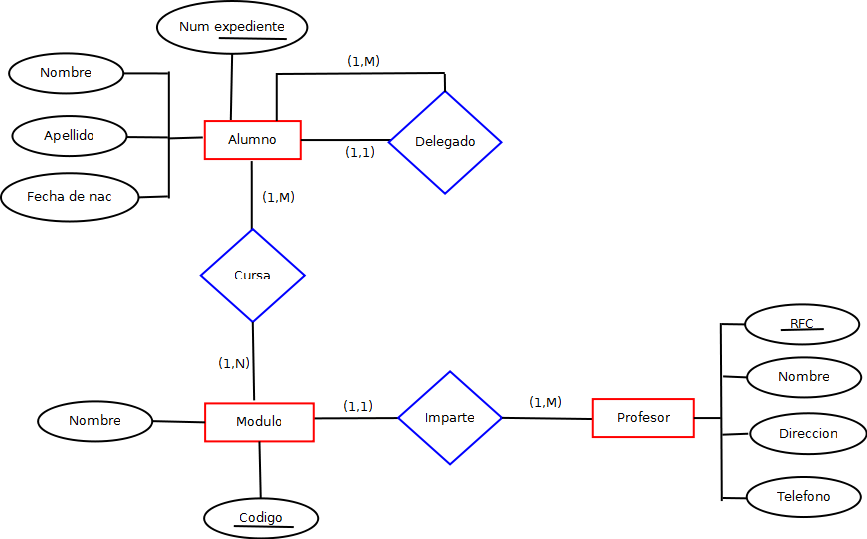 Num expediente
(1,M)
Nombre
Apellido
Alumno
Delegado
(1,1)
Fecha de nac
(1,M)
Cursa
RFC
(1,N)
Nombre
(1,1)
(1,M)
Nombre
Modulo
Imparte
Profesor
Direccion
Telefono
Codigo